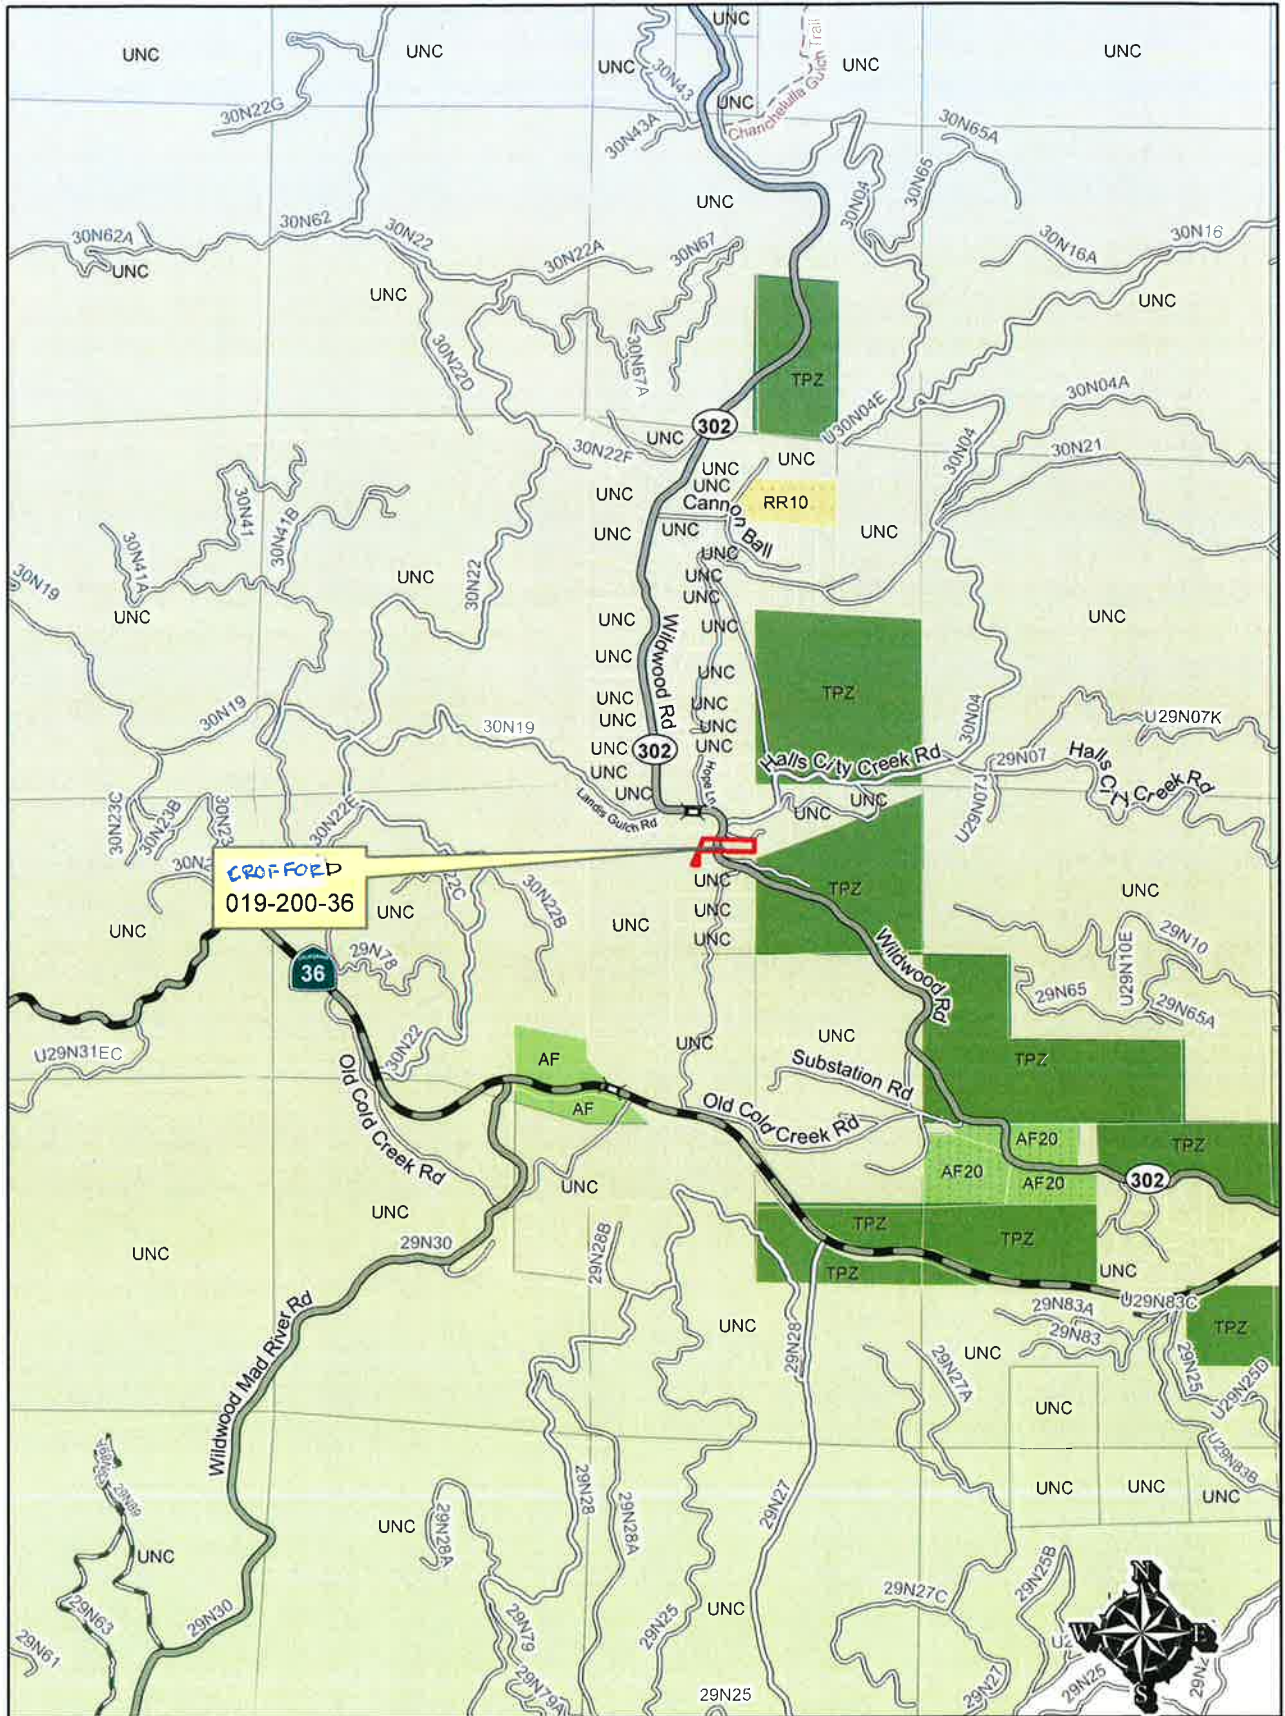 UNC
UNC
UNC
UNC
UNC
UNC
30N22G
30N43
UNC
30N43A
Chanchelulla Gulch Trail
30N65A
30N65
30N04
UNC
30N62A
30N62
30N22
30N22A
30N67
30N16A
30N16
UNC
UNC
UNC
30N22D
30N67A
TPZ
30N04A
302
U30N04E
UNC
30N22F
30N04
30N21
UNC
UNC
UNC
UNC
RR10
Cannon Ball
UNC
UNC
UNC
30N41
30N41B
30N41A
30N19
UNC
30N22
UNC
UNC
UNC
UNC
UNC
UNC
UNC
Wildwood Rd
UNC
UNC
TPZ
UNC
UNC
UNC
UNC
30N19
30N19
UNC
302
UNC
30N04
U29N07K
Halls City Creek Rd
29N07
Halls City Creek Rd
UNC
Hope Ln
UNC
Landis Gulch Rd
UNC
UNC
U29N07J
30N23C
30N23B
30N23
30N22E
CROFFORD
019-200-36
UNC
TPZ
UNC
30N22B
UNC
UNC
UNC
UNC
UNC
36
29N78
Wildwood Rd
29N10
U29N10E
29N65
29N65A
U29N31EC
30N22
AF
UNC
UNC
TPZ
Substation Rd
AF
Old Cold Creek Rd
Old Cold Creek Rd
AF20
TPZ
AF20
AF20
302
UNC
UNC
TPZ
TPZ
UNC
29N30
29N28B
TPZ
UNC
29N83A
U29N83C
29N83
TPZ
UNC
29N28
UNC
29N27A
29N25
U29N25D
Wildwood Mad River Rd
UNC
U29N83B
UNC
UNC
UNC
29N89
29N28A
29N28
29N28A
29N27
UNC
UNC
29N63
29N30
29N61
29N79
29N79A
29N25
UNC
29N27C
29N25B
29N27
29N25
29N25
N
W
E
S